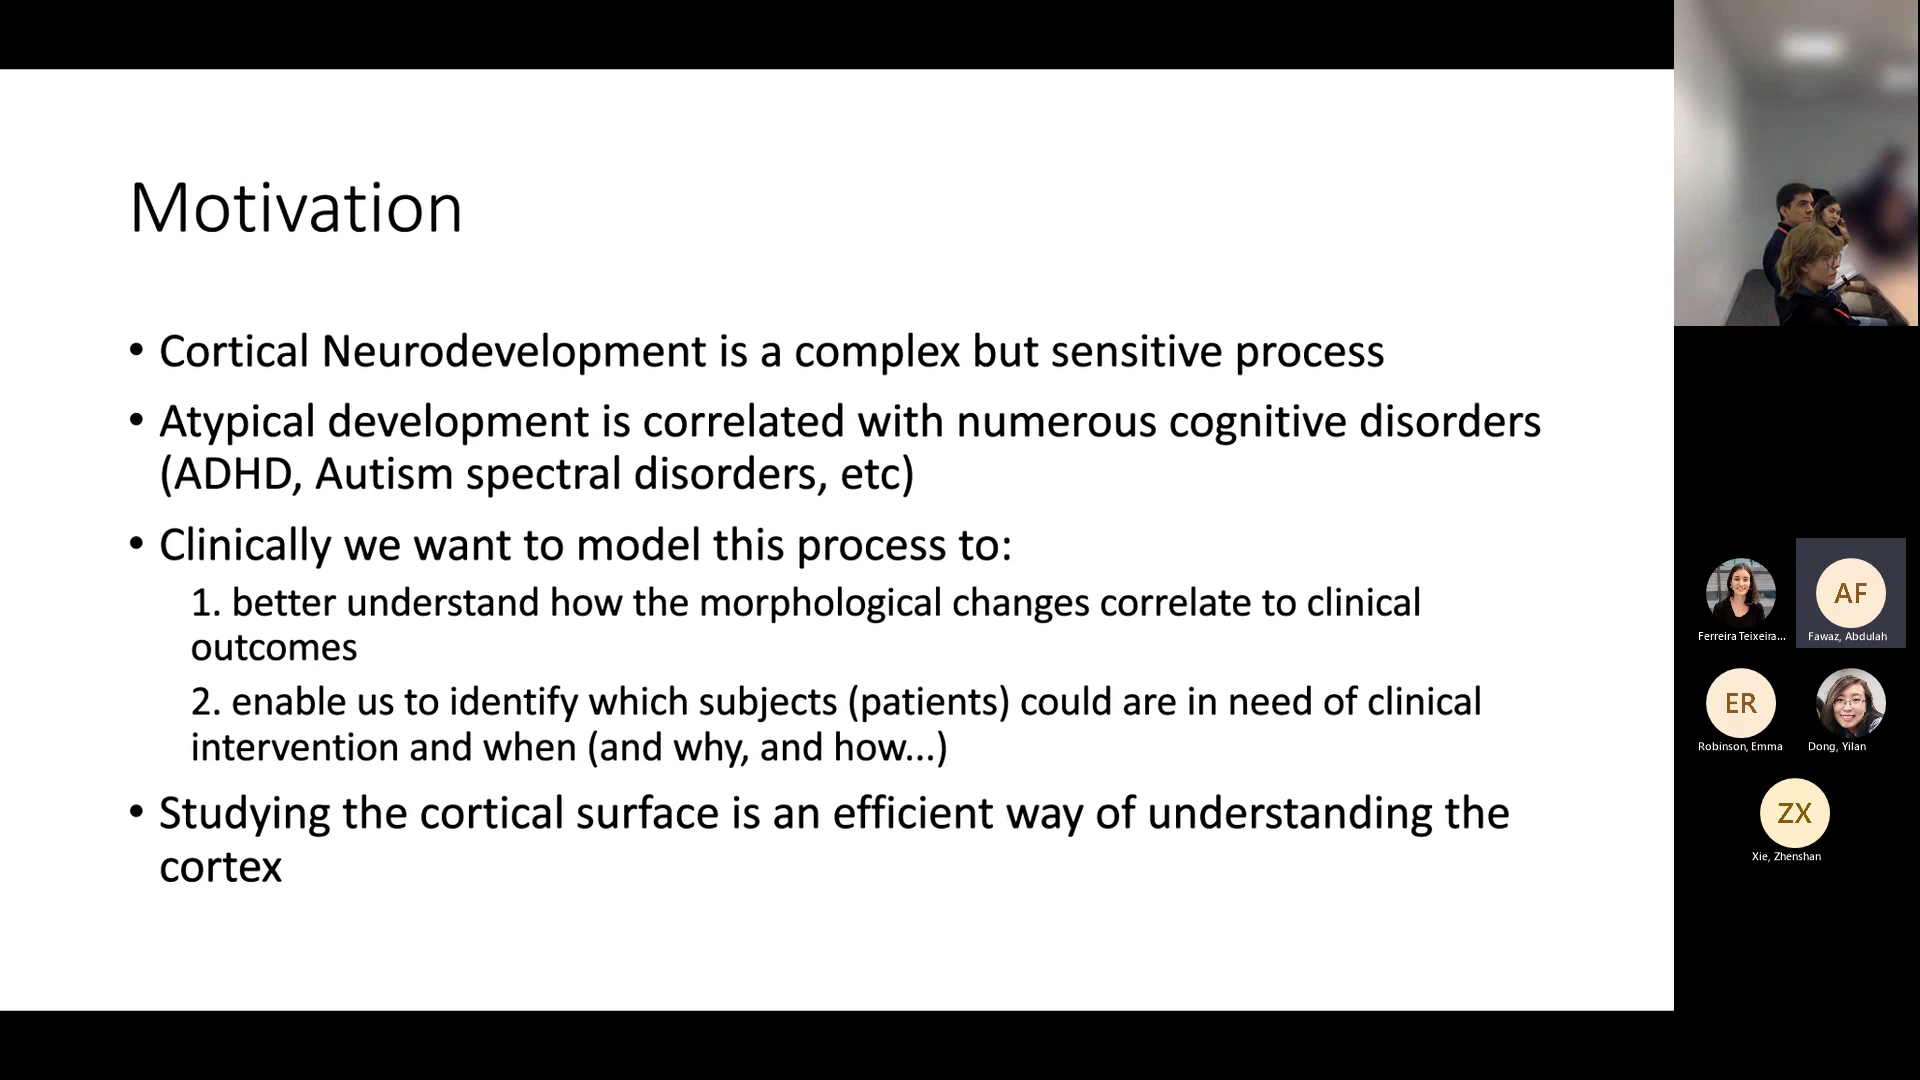 Motivation
• Cortical Neurodevelopment is a complex but sensitive process
• Atypical development is correlated with numerous cognitive disorders
(ADHD, Autism spectral disorders, etc)
• Clinically we want to model this process to:
1. better understand how the morphological changes correlate to clinical
outcomes
2. enable us to identify which subjects (patients) could are in need of clinical
intervention and when (and why, and how...)
• Studying the cortical surface is an efficient way of understanding the
cortex
Ferreira Teixeira...
AF
Fawaz, Abdulah
ER
Robinson, Emma
Dong, Yilan
ZX
Xie, Zhenshan